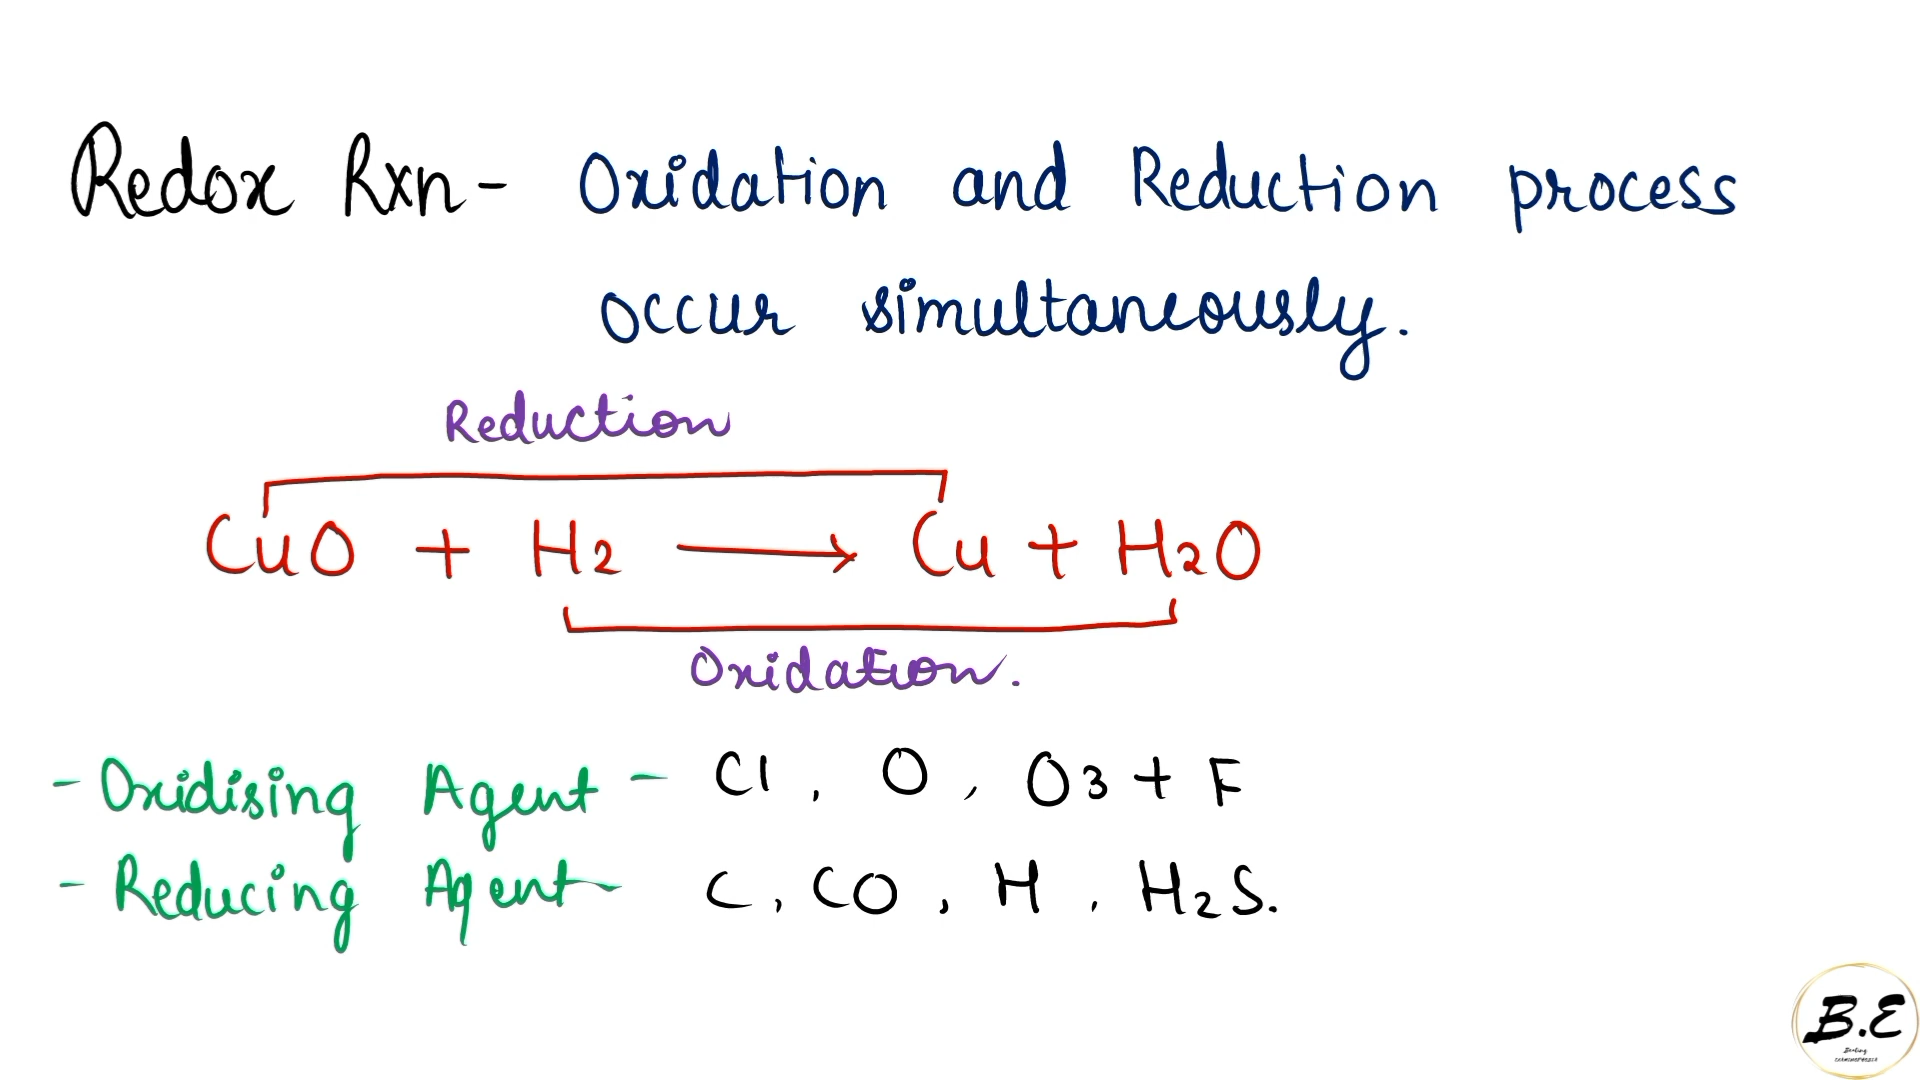 Redox Rxn - Oxidation and Reduction process
occur simultaneously.
Reduction
CuO + H2 ⟶ Cu + H2O
Oxidation.
- Oxidising Agent - Cl, O, O3 + F
- Reducing Agent - C, CO, H, H2S.
B.E